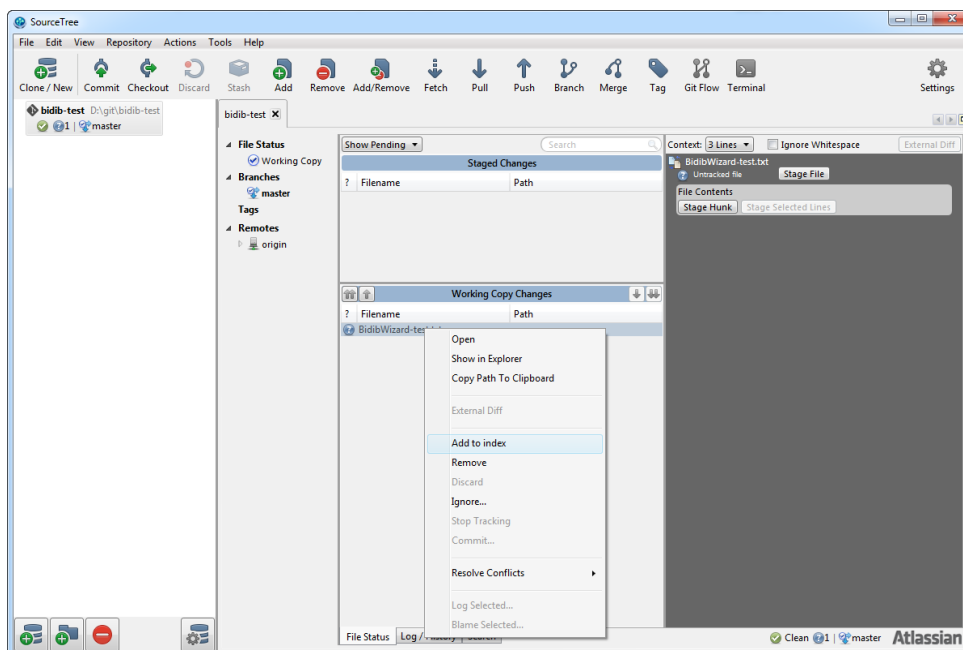 SourceTree
File Edit View Repository Actions Tools Help
Clone / New Commit Checkout Discard Stash Add Remove Add/Remove Fetch Pull Push Branch Merge Tag Git Flow Terminal Settings
bidib-test D:\git\bidib-test
1 | master
bidib-test
File Status
Working Copy
Branches
master
Tags
Remotes
origin
Show Pending Search
Staged Changes
? Filename Path
Working Copy Changes
? Filename Path
Open
Show in Explorer
Copy Path To Clipboard
External Diff
Add to index
Remove
Discard
Ignore...
Stop Tracking
Commit...
Resolve Conflicts
Log Selected...
Blame Selected...
File Status Log /
Context: 3 Lines Ignore Whitespace External Diff
BidibWizard-test.txt
Untracked file Stage File
File Contents
Stage Hunk Stage Selected Lines
Clean 1 | master Atlassian